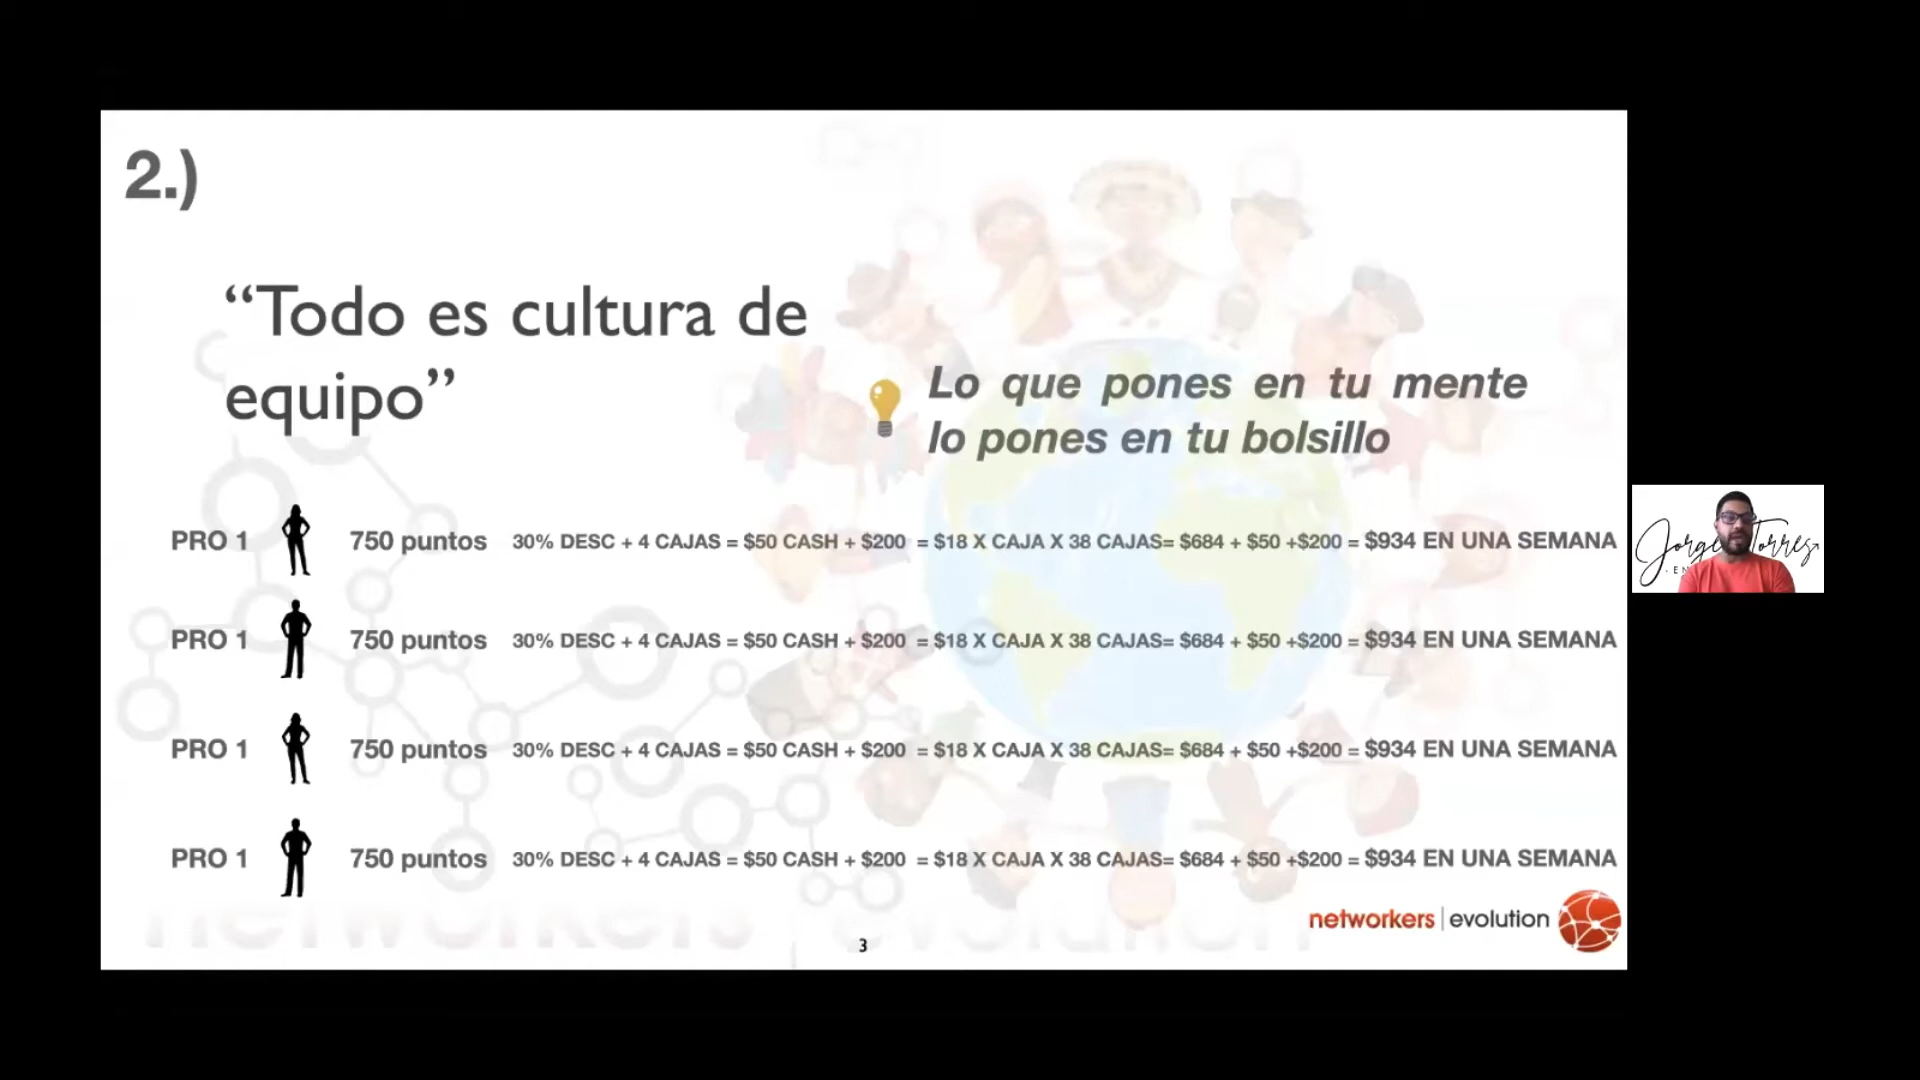 2.)
“Todo es cultura de
equipo”
Lo que pones en tu mente
lo pones en tu bolsillo
PRO 1 750 puntos 30% DESC + 4 CAJAS = $50 CASH + $200 = $18 X CAJA X 38 CAJAS= $684 + $50 +$200 = $934 EN UNA SEMANA
PRO 1 750 puntos 30% DESC + 4 CAJAS = $50 CASH + $200 = $18 X CAJA X 38 CAJAS= $684 + $50 +$200 = $934 EN UNA SEMANA
PRO 1 750 puntos 30% DESC + 4 CAJAS = $50 CASH + $200 = $18 X CAJA X 38 CAJAS= $684 + $50 +$200 = $934 EN UNA SEMANA
PRO 1 750 puntos 30% DESC + 4 CAJAS = $50 CASH + $200 = $18 X CAJA X 38 CAJAS= $684 + $50 +$200 = $934 EN UNA SEMANA
networkers evolution
networkers | evolution
3
Jorge Torres